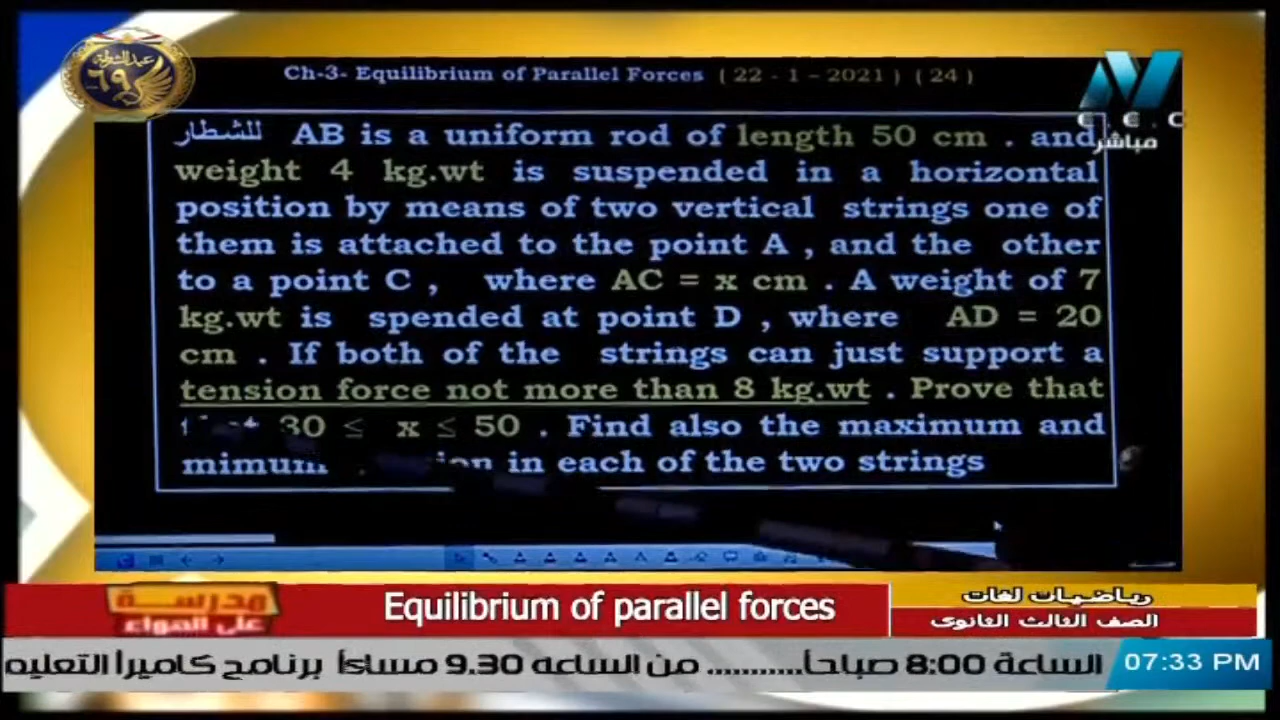 عيد الشرطة
٦٩
Ch-3- Equilibrium of Parallel Forces ( 22 - 1 - 2021 ) ( 24 )
E . E . C
مباشر
للشطار AB is a uniform rod of length 50 cm . and
weight 4 kg.wt is suspended in a horizontal
position by means of two vertical strings one of
them is attached to the point A , and the other
to a point C , where AC = x cm . A weight of 7
kg.wt is spended at point D , where AD = 20
cm . If both of the strings can just support a
tension force not more than 8 kg.wt . Prove that
30 ≤ x ≤ 50 . Find also the maximum and
mimum in each of the two strings
مدرسة
على الهواء
Equilibrium of parallel forces
رياضيات لغات
الصف الثالث الثانوى
الساعة 8:00 صباحاً........... من الساعه 9.30 مساءاً برنامج كاميرا التعليم
07:33 PM